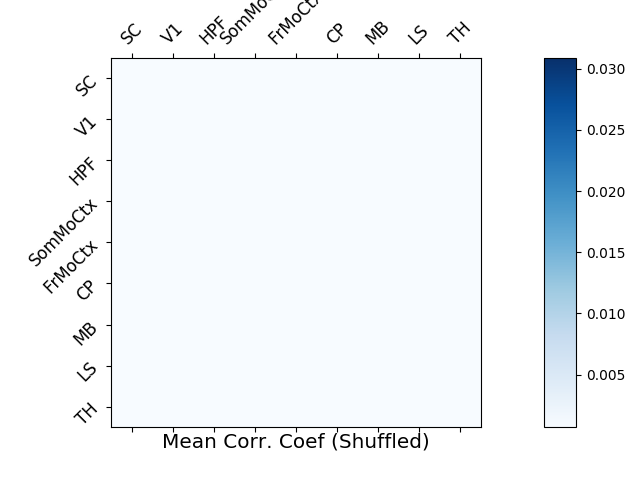 SC V1 HPF SomMoCtx FrMoCtx CP MB LS TH
SC
V1
HPF
SomMoCtx
FrMoCtx
CP
MB
LS
TH
0.030
0.025
0.020
0.015
0.010
0.005
Mean Corr. Coef (Shuffled)